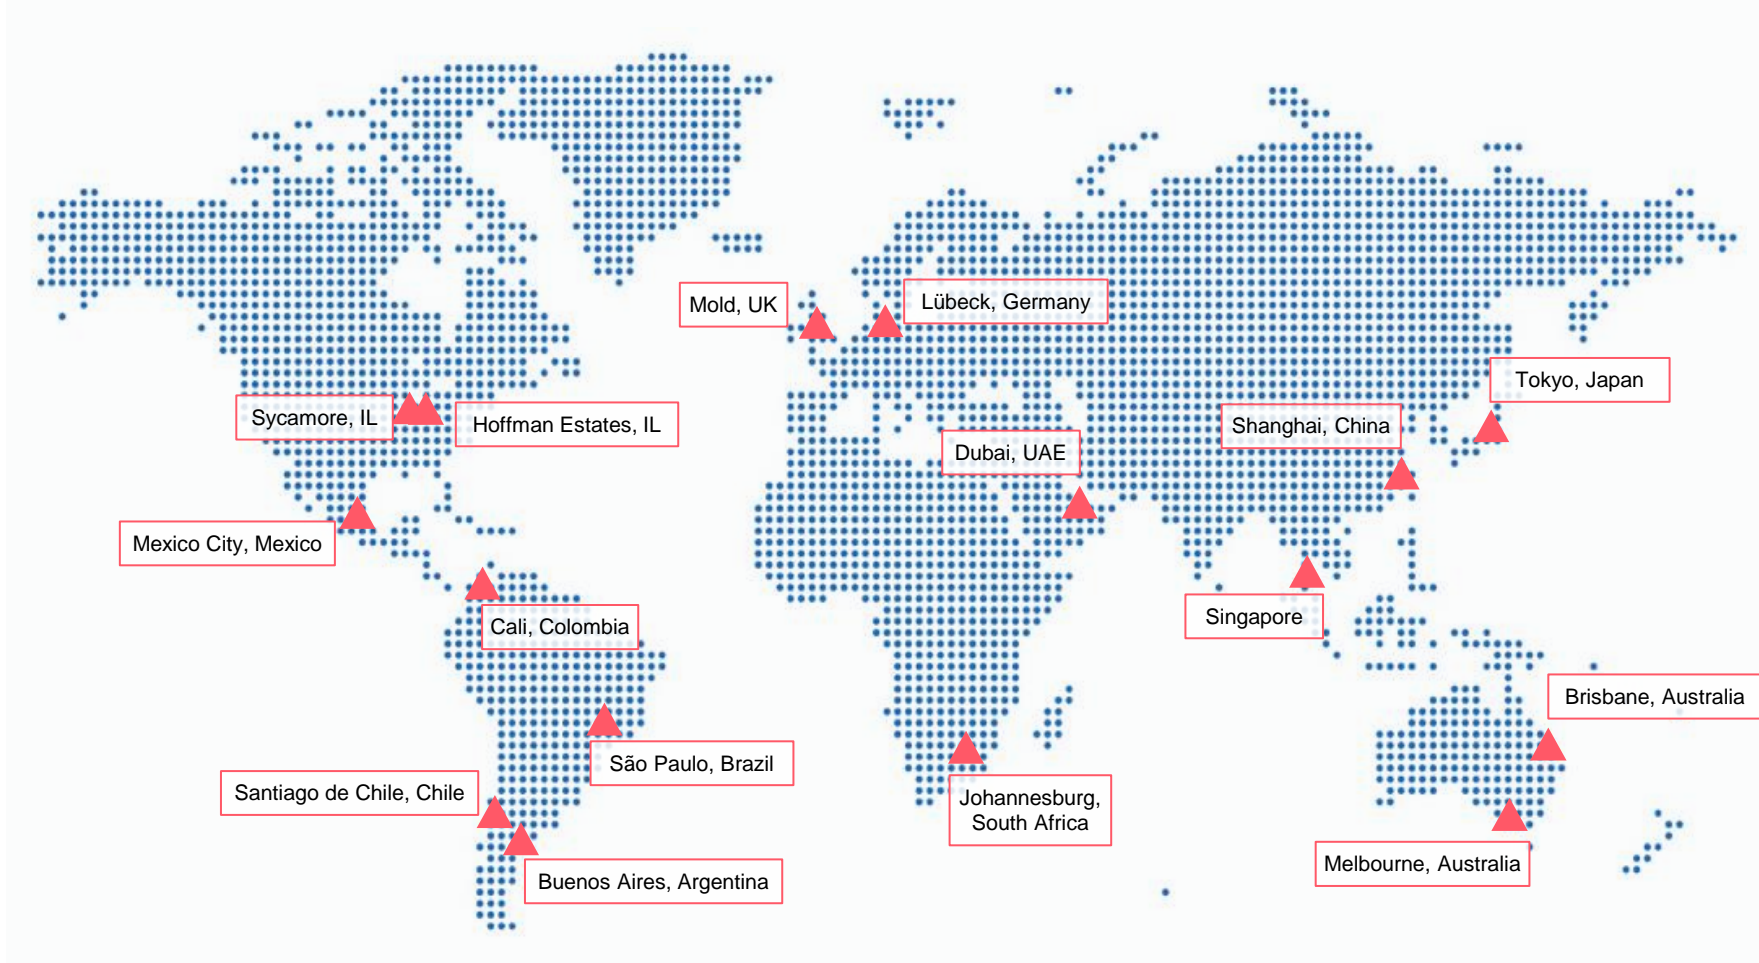 Mold, UK
Lübeck, Germany
Tokyo, Japan
Sycamore, IL
Hoffman Estates, IL
Shanghai, China
Dubai, UAE
Mexico City, Mexico
Singapore
Cali, Colombia
Brisbane, Australia
São Paulo, Brazil
Santiago de Chile, Chile
Johannesburg,
South Africa
Melbourne, Australia
Buenos Aires, Argentina